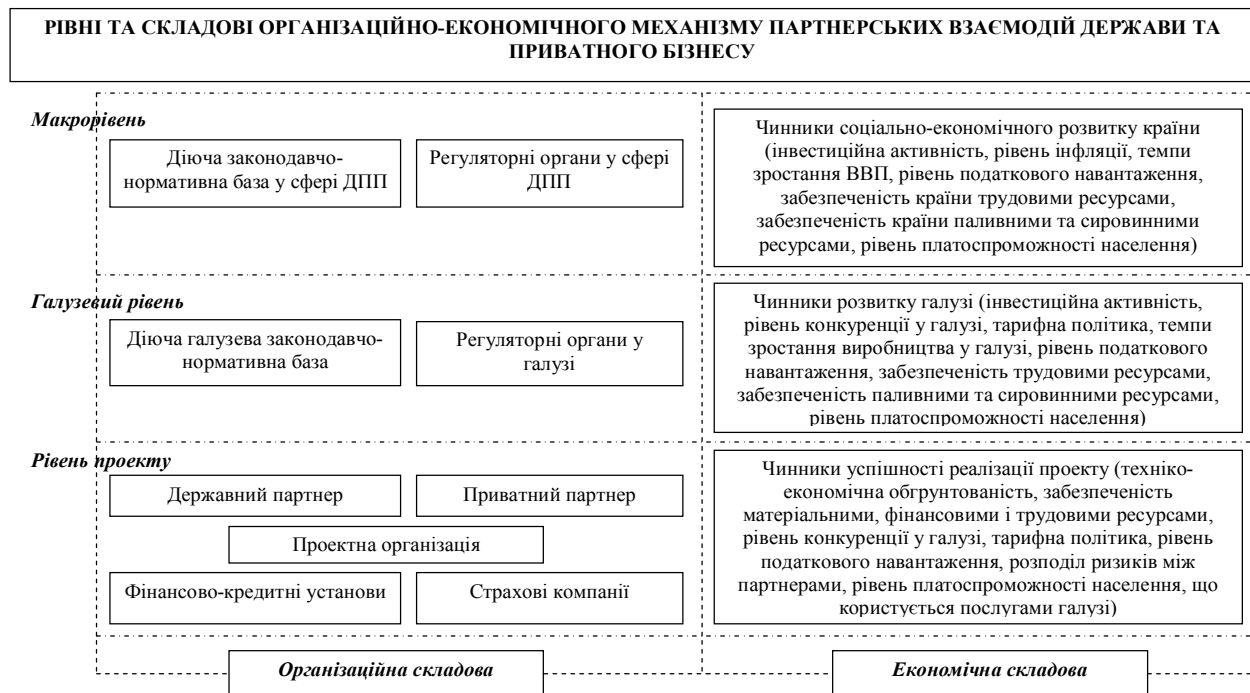 РІВНІ ТА СКЛАДОВІ ОРГАНІЗАЦІЙНО-ЕКОНОМІЧНОГО МЕХАНІЗМУ ПАРТНЕРСЬКИХ ВЗАЄМОДІЙ ДЕРЖАВИ ТА
ПРИВАТНОГО БІЗНЕСУ
Макрорівень
Діюча законодавчо-
нормативна база у сфері ДПП
Регуляторні органи у сфері
ДПП
Чинники соціально-економічного розвитку країни
(інвестиційна активність, рівень інфляції, темпи
зростання ВВП, рівень податкового навантаження,
забезпеченість країни трудовими ресурсами,
забезпеченість країни паливними та сировинними
ресурсами, рівень платоспроможності населення)
Галузевий рівень
Діюча галузева законодавчо-
нормативна база
Регуляторні органи у
галузі
Чинники розвитку галузі (інвестиційна активність,
рівень конкуренції у галузі, тарифна політика, темпи
зростання виробництва у галузі, рівень податкового
навантаження, забезпеченість трудовими ресурсами,
забезпеченість паливними та сировинними ресурсами,
рівень платоспроможності населення)
Рівень проекту
Державний партнер
Приватний партнер
Проектна організація
Фінансово-кредитні установи
Страхові компанії
Чинники успішності реалізації проекту (техніко-
економічна обгрунтованість, забезпеченість
матеріальними, фінансовими і трудовими ресурсами,
рівень конкуренції у галузі, тарифна політика, рівень
податкового навантаження, розподіл ризиків між
партнерами, рівень платоспроможності населення, що
користується послугами галузі)
Організаційна складова
Економічна складова